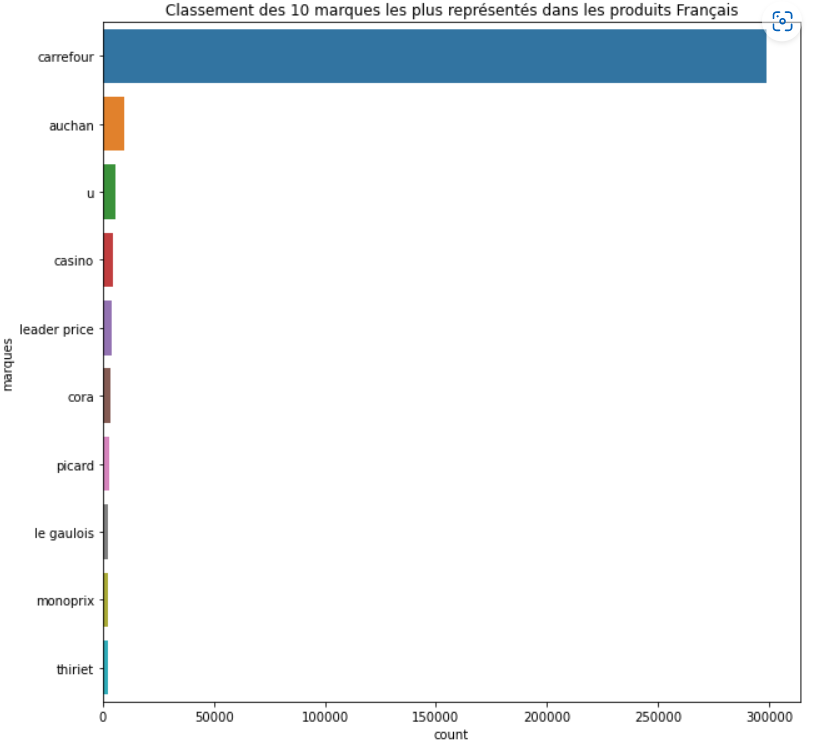 Classement des 10 marques les plus représentés dans les produits Français
carrefour
auchan
u
casino
leader price
cora
picard
le gaulois
monoprix
thiriet
marques
0 50000 100000 150000 200000 250000 300000
count